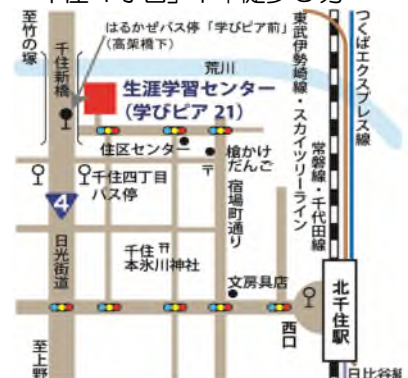 至竹の塚
千住新橋
はるかぜバス停「学びピア前」
(高架橋下)
荒川
生涯学習センター
(学びピア 21)
東武伊勢崎線・スカイツリーライン
つくばエクスプレス線
常磐線・千代田線
住区センター
槍かけ
だんご
千住四丁目
バス停
4
宿場町通り
日光街道
千住
本氷川神社
文房具店
西口
北千住駅
至上野
日比谷線